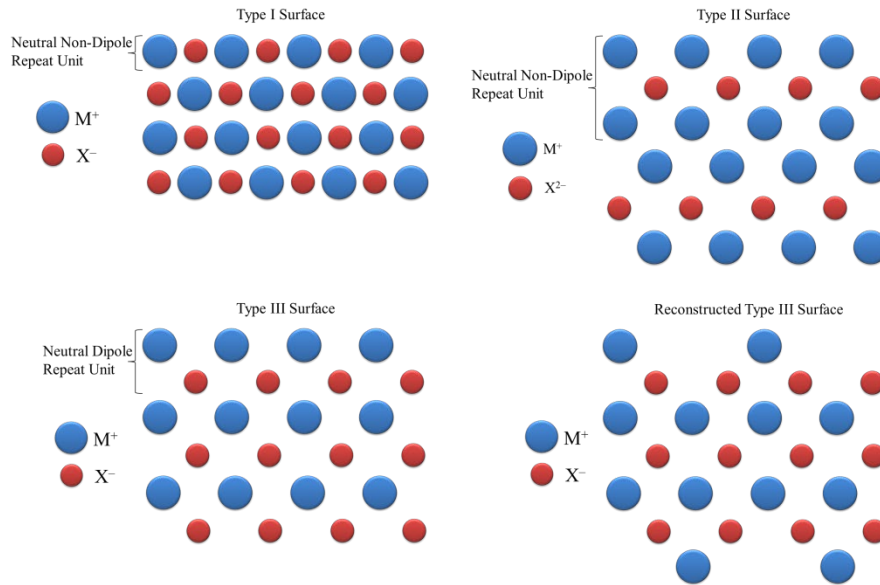 Type I Surface
Neutral Non-Dipole
Repeat Unit
M⁺
X⁻
Type II Surface
Neutral Non-Dipole
Repeat Unit
M⁺
X²⁻
Type III Surface
Neutral Dipole
Repeat Unit
M⁺
X⁻
Reconstructed Type III Surface
M⁺
X⁻